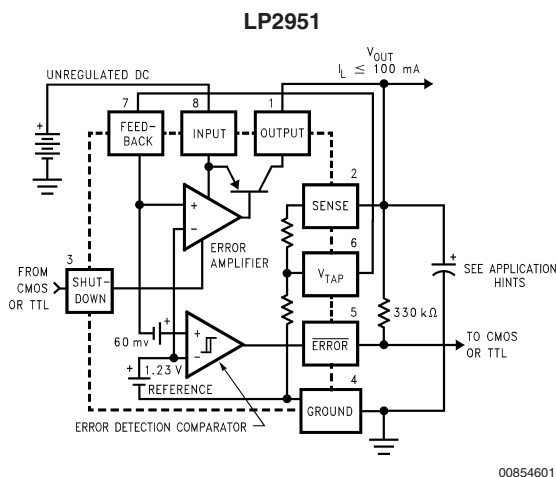 LP2951
V_OUT
I_L ≤ 100 mA
UNREGULATED DC
7
8
1
FEED-
BACK
INPUT
OUTPUT
+
2
SENSE
+
−
ERROR
AMPLIFIER
6
V_TAP
+
SEE APPLICATION
HINTS
3
FROM
CMOS
OR TTL
SHUT-
DOWN
330 kΩ
5
ERROR
TO CMOS
OR TTL
+
60 mv
+
−
+
1.23 V
REFERENCE
4
GROUND
ERROR DETECTION COMPARATOR
00854601